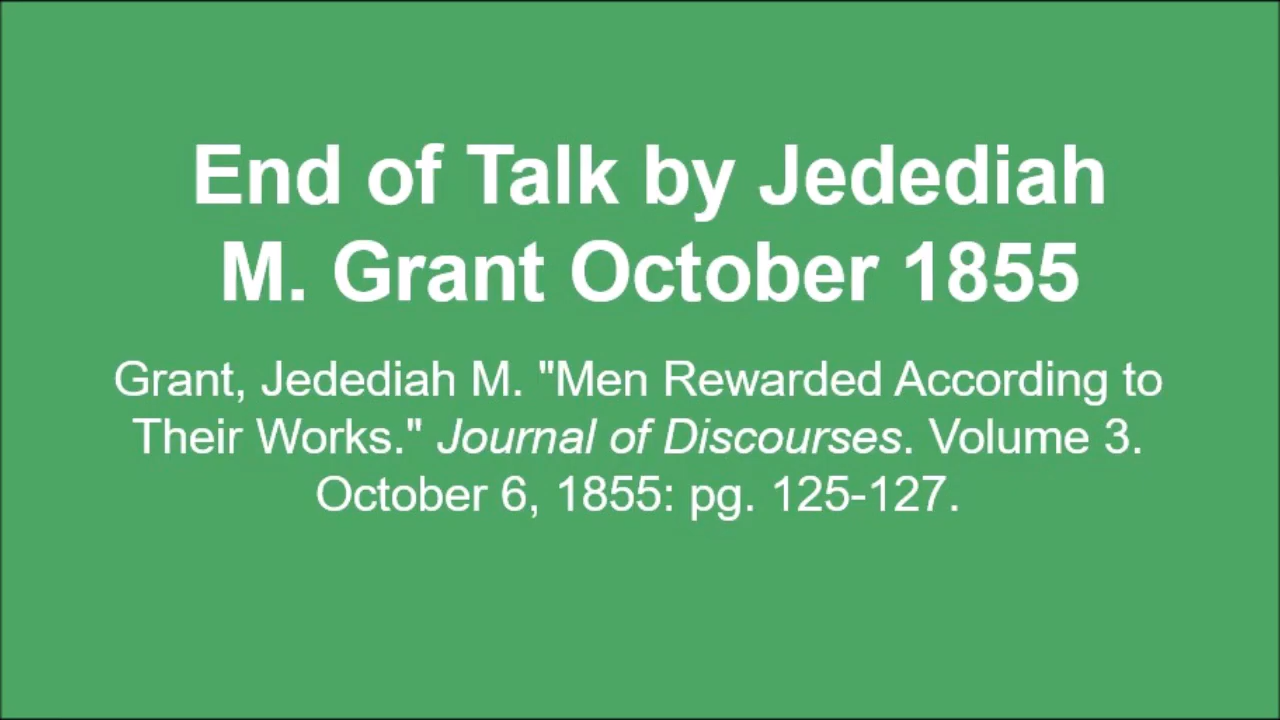 End of Talk by Jedediah
M. Grant October 1855
Grant, Jedediah M. "Men Rewarded According to
Their Works." Journal of Discourses. Volume 3.
October 6, 1855: pg. 125-127.